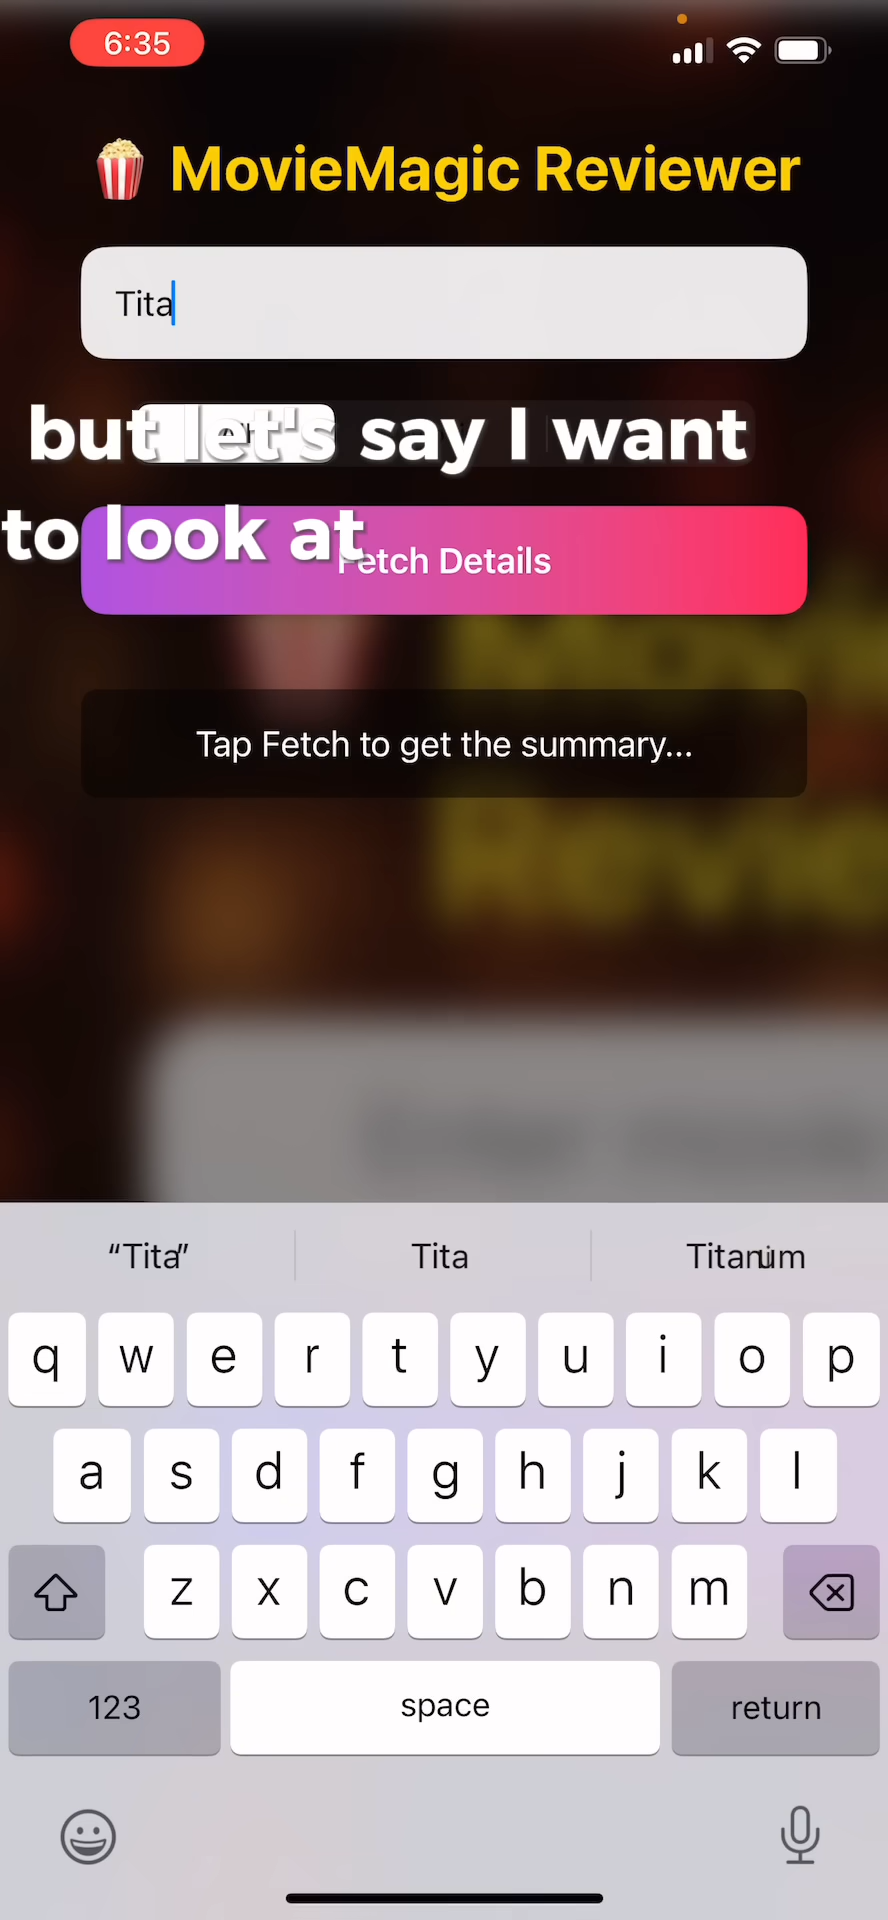 6:35
MovieMagic Reviewer
Tita
but let's say I want
to look at
Fetch Details
Tap Fetch to get the summary...
“Tita” Tita
q w e r t y u i o p
a s d f g h j k l
z x c v b n m
123 space return